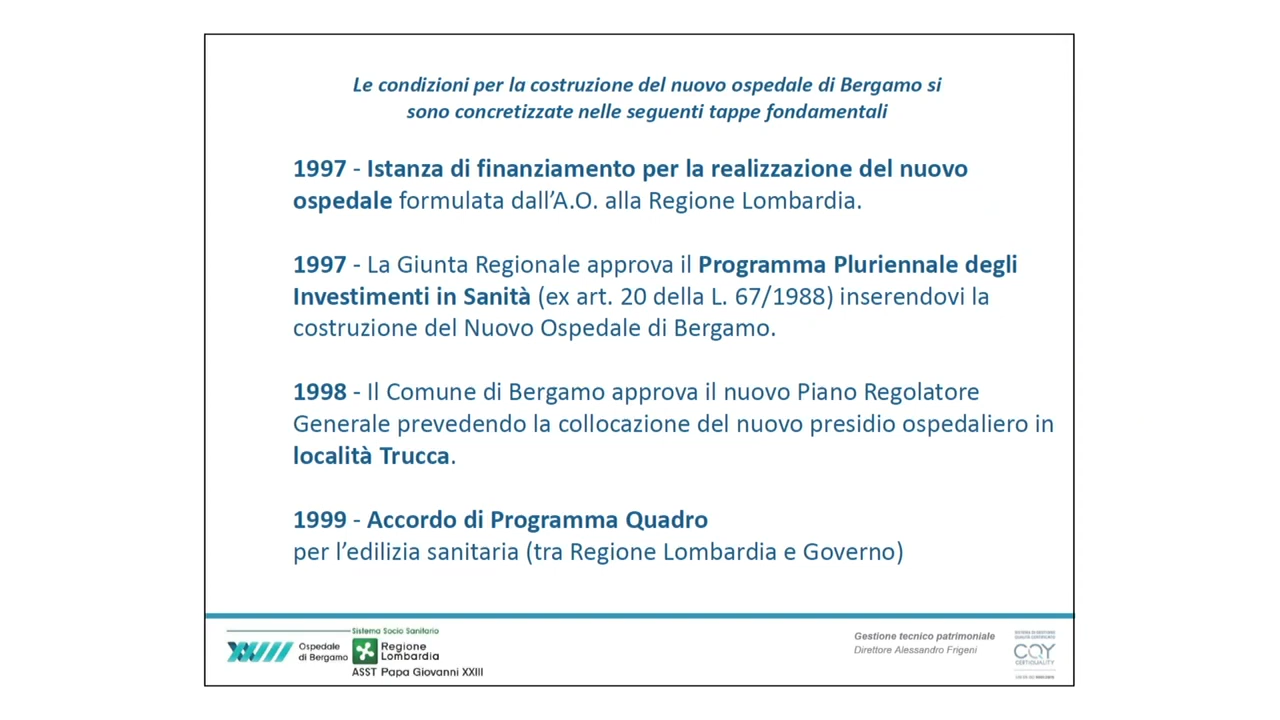 Le condizioni per la costruzione del nuovo ospedale di Bergamo si
sono concretizzate nelle seguenti tappe fondamentali
1997 - Istanza di finanziamento per la realizzazione del nuovo
ospedale formulata dall’A.O. alla Regione Lombardia.
1997 - La Giunta Regionale approva il Programma Pluriennale degli
Investimenti in Sanità (ex art. 20 della L. 67/1988) inserendovi la
costruzione del Nuovo Ospedale di Bergamo.
1998 - Il Comune di Bergamo approva il nuovo Piano Regolatore
Generale prevedendo la collocazione del nuovo presidio ospedaliero in
località Trucca.
1999 - Accordo di Programma Quadro
per l’edilizia sanitaria (tra Regione Lombardia e Governo)
Sistema Socio Sanitario
XXIII
Ospedale
di Bergamo
Regione
Lombardia
ASST Papa Giovanni XXIII
Gestione tecnico patrimoniale
Direttore Alessandro Frigeni
CQY
CERTIQUALITY